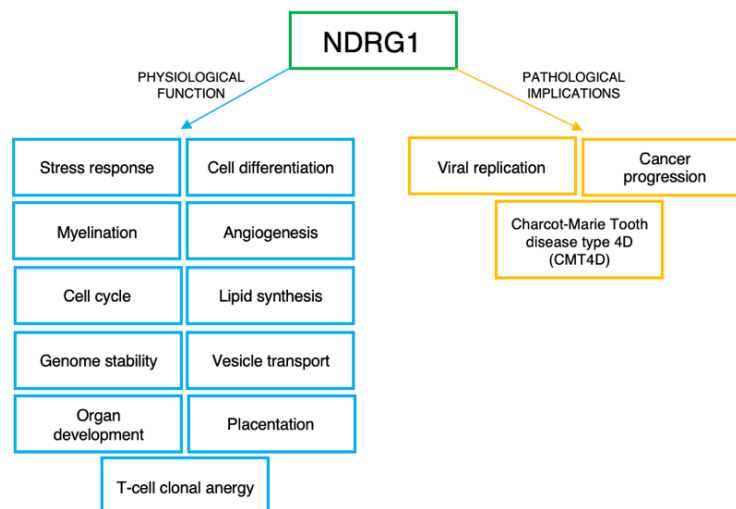 NDRG1
PHYSIOLOGICAL
FUNCTION
PATHOLOGICAL
IMPLICATIONS
Stress response
Cell differentiation
Myelination
Angiogenesis
Cell cycle
Lipid synthesis
Genome stability
Vesicle transport
Organ
development
Placentation
T-cell clonal anergy
Viral replication
Cancer
progression
Charcot-Marie Tooth
disease type 4D
(CMT4D)